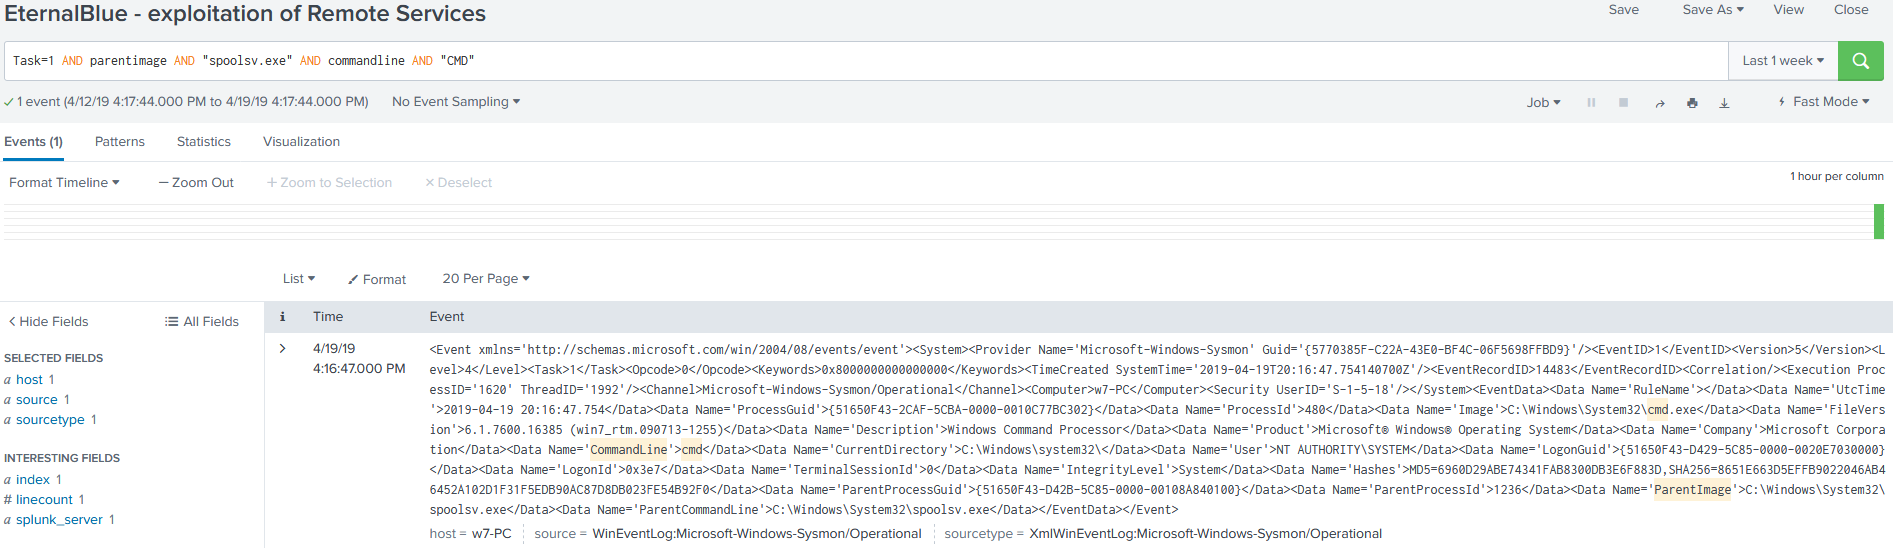 EternalBlue - exploitation of Remote Services
Save Save As View Close
Task=1 AND parentimage AND "spoolsv.exe" AND commandline AND "CMD"
Last 1 week
1 event (4/12/19 4:17:44.000 PM to 4/19/19 4:17:44.000 PM) No Event Sampling
Job Fast Mode
Events (1) Patterns Statistics Visualization
Format Timeline — Zoom Out + Zoom to Selection × Deselect
1 hour per column
List Format 20 Per Page
< Hide Fields All Fields
i Time Event
SELECTED FIELDS
a host 1
a source 1
a sourcetype 1
INTERESTING FIELDS
a index 1
# linecount 1
a splunk_server 1
4/19/19
4:16:47.000 PM
<Event xmlns='http://schemas.microsoft.com/win/2004/08/events/event'><System><Provider Name='Microsoft-Windows-Sysmon' Guid='{5770385F-C22A-43E0-BF4C-06F5698FFBD9}'/><EventID>1</EventID><Version>5</Version><L
evel>4</Level><Task>1</Task><Opcode>0</Opcode><Keywords>0x8000000000000000</Keywords><TimeCreated SystemTime='2019-04-19T20:16:47.754140700Z'/><EventRecordID>14483</EventRecordID><Correlation/><Execution Proc
essID='1620' ThreadID='1992'/><Channel>Microsoft-Windows-Sysmon/Operational</Channel><Computer>w7-PC</Computer><Security UserID='S-1-5-18'/></System><EventData><Data Name='RuleName'></Data><Data Name='UtcTime
'>2019-04-19 20:16:47.754</Data><Data Name='ProcessGuid'>{51650F43-2CAF-5CBA-0000-0010C77BC302}</Data><Data Name='ProcessId'>480</Data><Data Name='Image'>C:\Windows\System32\cmd.exe</Data><Data Name='FileVers
ion'>6.1.7600.16385 (win7_rtm.090713-1255)</Data><Data Name='Description'>Windows Command Processor</Data><Data Name='Product'>Microsoft® Windows® Operating System</Data><Data Name='Company'>Microsoft Corpora
tion</Data><Data Name='CommandLine'>cmd</Data><Data Name='CurrentDirectory'>C:\Windows\system32\</Data><Data Name='User'>NT AUTHORITY\SYSTEM</Data><Data Name='LogonGuid'>{51650F43-D429-5C85-0000-0020E7030000}
</Data><Data Name='LogonId'>0x3e7</Data><Data Name='TerminalSessionId'>0</Data><Data Name='IntegrityLevel'>System</Data><Data Name='Hashes'>MD5=6960D29ABE74341FAB8300DB3E6F883D,SHA256=8651E663D5EFFB9022046AB4
6452A102D1F31F5EDB90AC87D8DB023FE54B92F0</Data><Data Name='ParentProcessGuid'>{51650F43-D42B-5C85-0000-00108A840100}</Data><Data Name='ParentProcessId'>1236</Data><Data Name='ParentImage'>C:\Windows\System32\
spoolsv.exe</Data><Data Name='ParentCommandLine'>C:\Windows\System32\spoolsv.exe</Data></EventData></Event>
host = w7-PC source = WinEventLog:Microsoft-Windows-Sysmon/Operational sourcetype = XmlWinEventLog:Microsoft-Windows-Sysmon/Operational